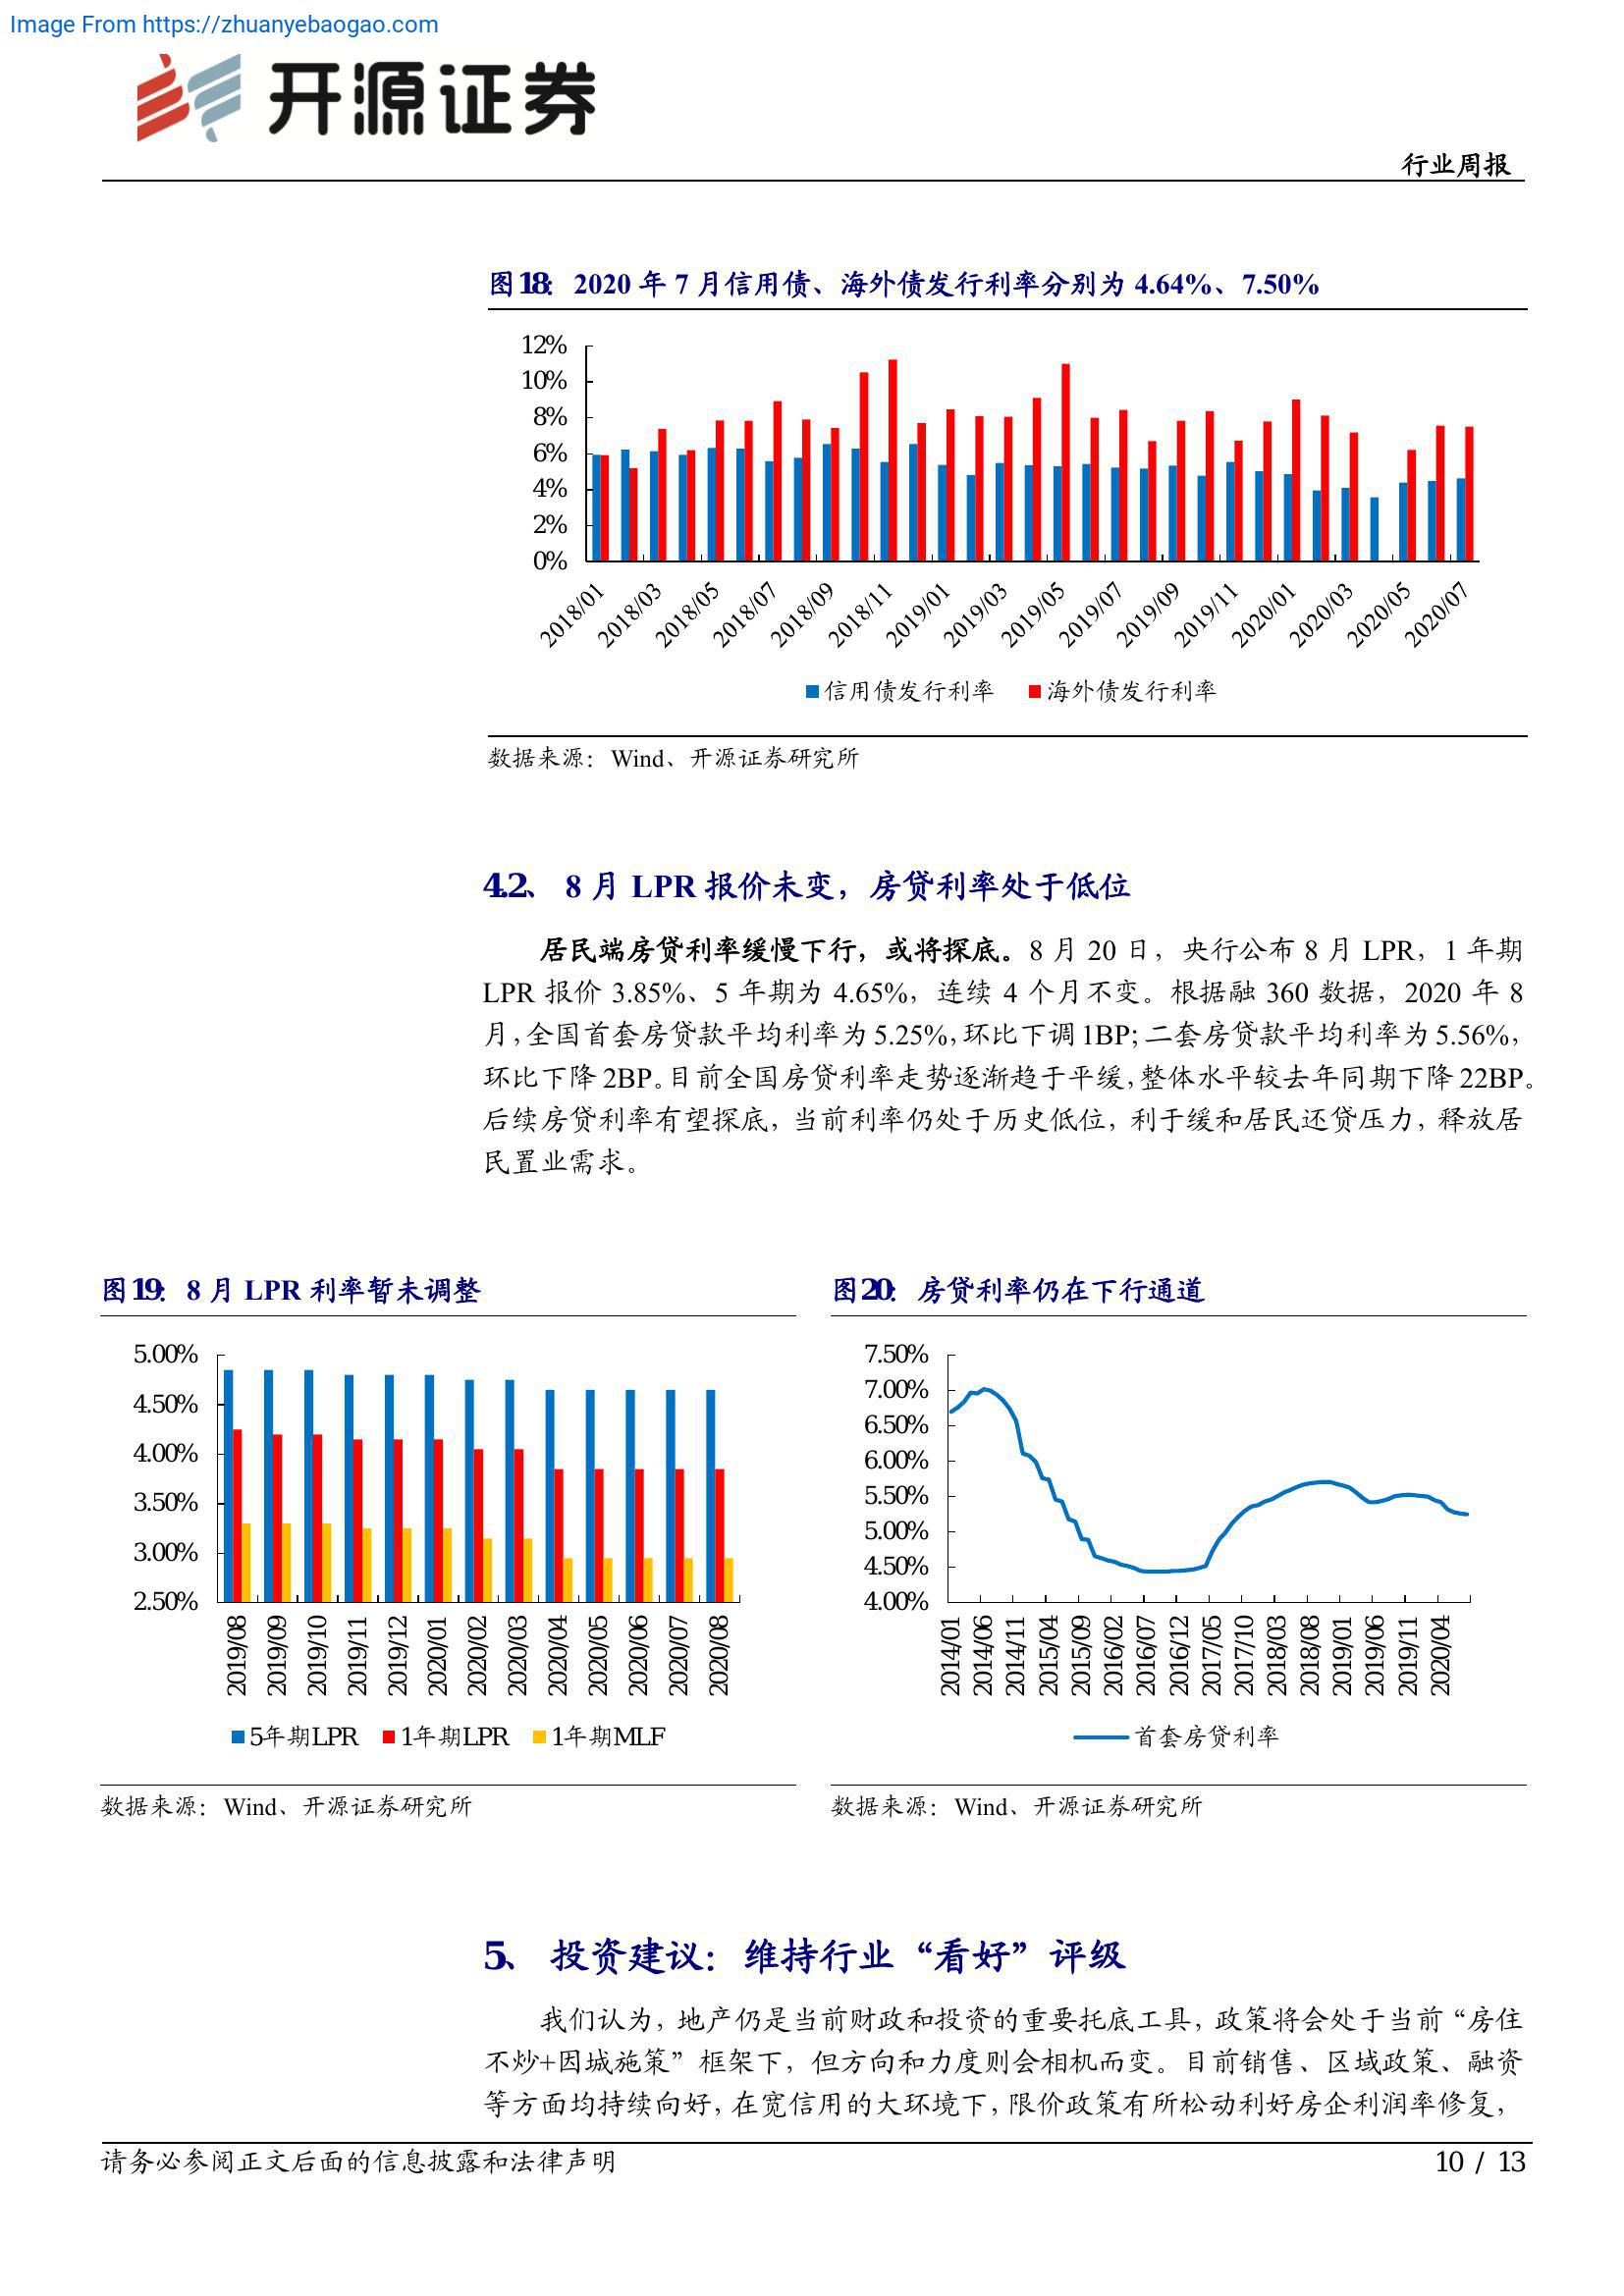 Image From https://zhuanyebaogao.com
开源证券
行业周报
图18： 2020 年 7 月信用债、海外债发行利率分别为 4.64%、7.50%
12%
10%
8%
6%
4%
2%
0%
2018/01 2018/03 2018/05 2018/07 2018/09 2018/11 2019/01 2019/03 2019/05 2019/07 2019/09 2019/11 2020/01 2020/03 2020/05 2020/07
信用债发行利率 海外债发行利率
数据来源：Wind、开源证券研究所
4.2、 8 月 LPR 报价未变，房贷利率处于低位
居民端房贷利率缓慢下行，或将探底。8 月 20 日，央行公布 8 月 LPR，1 年期
LPR 报价 3.85%、5 年期为 4.65%，连续 4 个月不变。根据融 360 数据，2020 年 8
月，全国首套房贷款平均利率为 5.25%，环比下调 1BP；二套房贷款平均利率为 5.56%，
环比下降 2BP。目前全国房贷利率走势逐渐趋于平缓，整体水平较去年同期下降 22BP。
后续房贷利率有望探底，当前利率仍处于历史低位，利于缓和居民还贷压力，释放居
民置业需求。
图19： 8 月 LPR 利率暂未调整
5.00%
4.50%
4.00%
3.50%
3.00%
2.50%
2019/08 2019/09 2019/10 2019/11 2019/12 2020/01 2020/02 2020/03 2020/04 2020/05 2020/06 2020/07 2020/08
5年期LPR 1年期LPR 1年期MLF
数据来源：Wind、开源证券研究所
图20： 房贷利率仍在下行通道
7.50%
7.00%
6.50%
6.00%
5.50%
5.00%
4.50%
4.00%
2014/01 2014/06 2014/11 2015/04 2015/09 2016/02 2016/07 2016/12 2017/05 2017/10 2018/03 2018/08 2019/01 2019/06 2019/11 2020/04
首套房贷利率
数据来源：Wind、开源证券研究所
5、 投资建议：维持行业“看好”评级
我们认为，地产仍是当前财政和投资的重要托底工具，政策将会处于当前“房住
不炒+因城施策”框架下，但方向和力度则会相机而变。目前销售、区域政策、融资
等方面均持续向好，在宽信用的大环境下，限价政策有所松动利好房企利润率修复，
请务必参阅正文后面的信息披露和法律声明
10 / 13